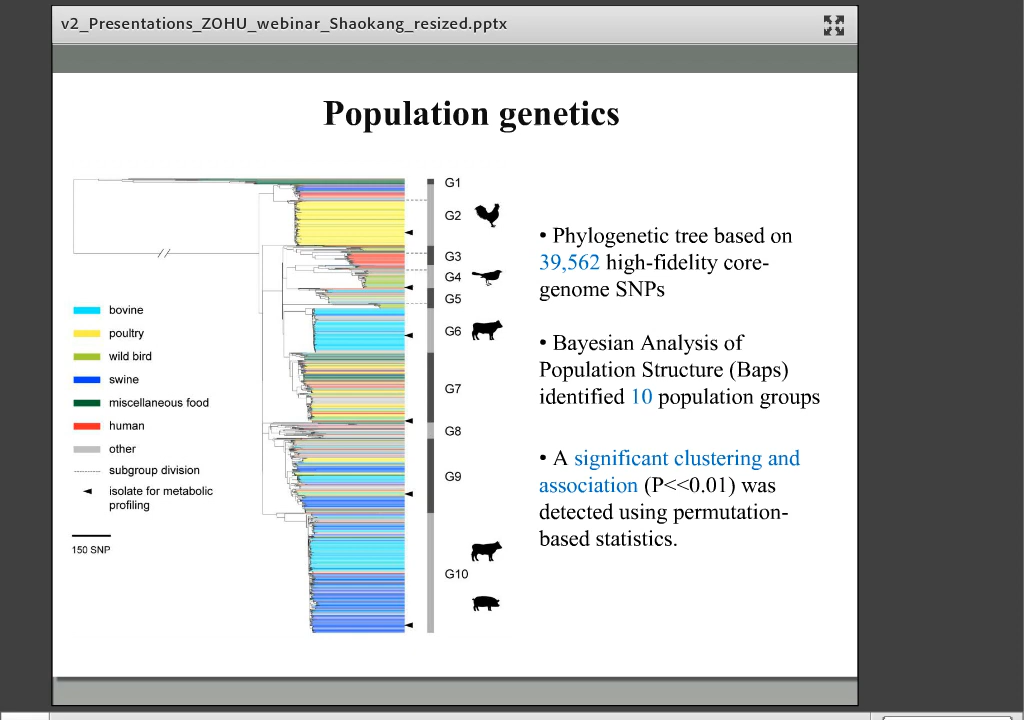 v2_Presentations_ZOHU_webinar_Shaokang_resized.pptx
Population genetics
G1
G2
G3
G4
G5
G6
G7
G8
G9
G10
bovine
poultry
wild bird
swine
miscellaneous food
human
other
subgroup division
isolate for metabolic
profiling
150 SNP
• Phylogenetic tree based on
39,562 high-fidelity core-
genome SNPs
• Bayesian Analysis of
Population Structure (Baps)
identified 10 population groups
• A significant clustering and
association (P<<0.01) was
detected using permutation-
based statistics.